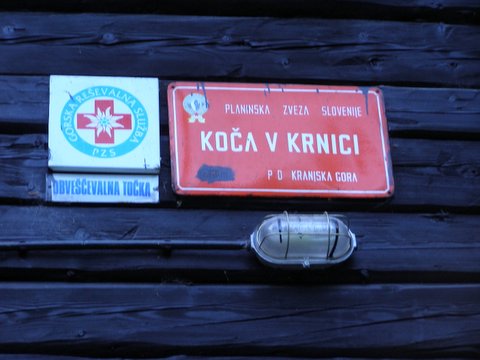 GORSKA REŠEVALNA SLUŽBA
PZS
OBVEŠČEVALNA TOČKA
PLANINSKA ZVEZA SLOVENIJE
KOČA V KRNICI
P D KRANJSKA GORA